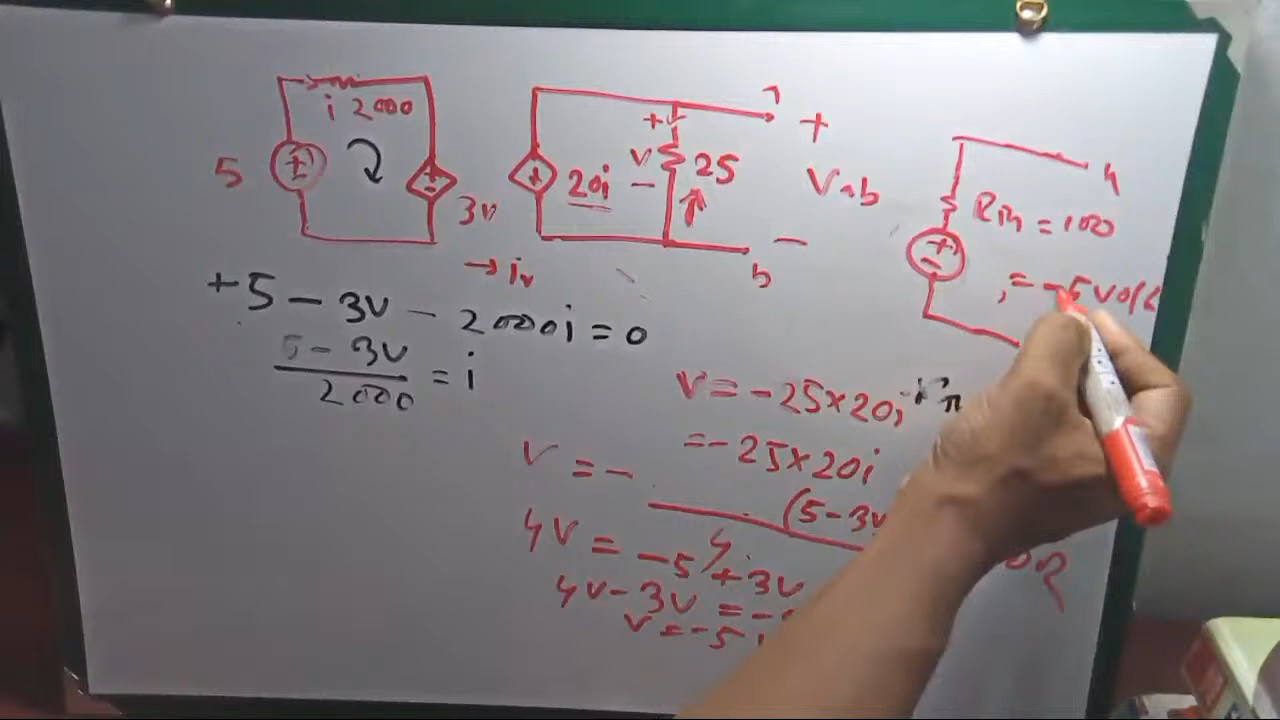 i 2000
5
3v
20i
+
v
−
25
+
Vab
−
b
→ iv
Rth = 100
= −5 volt
+5 − 3v − 2000i = 0
5 − 3v
2000
= i
v = −25×20i
= −25×20i
v = −
(5−3v
4
4v = −5 + 3v
4v − 3v = −
v = −5